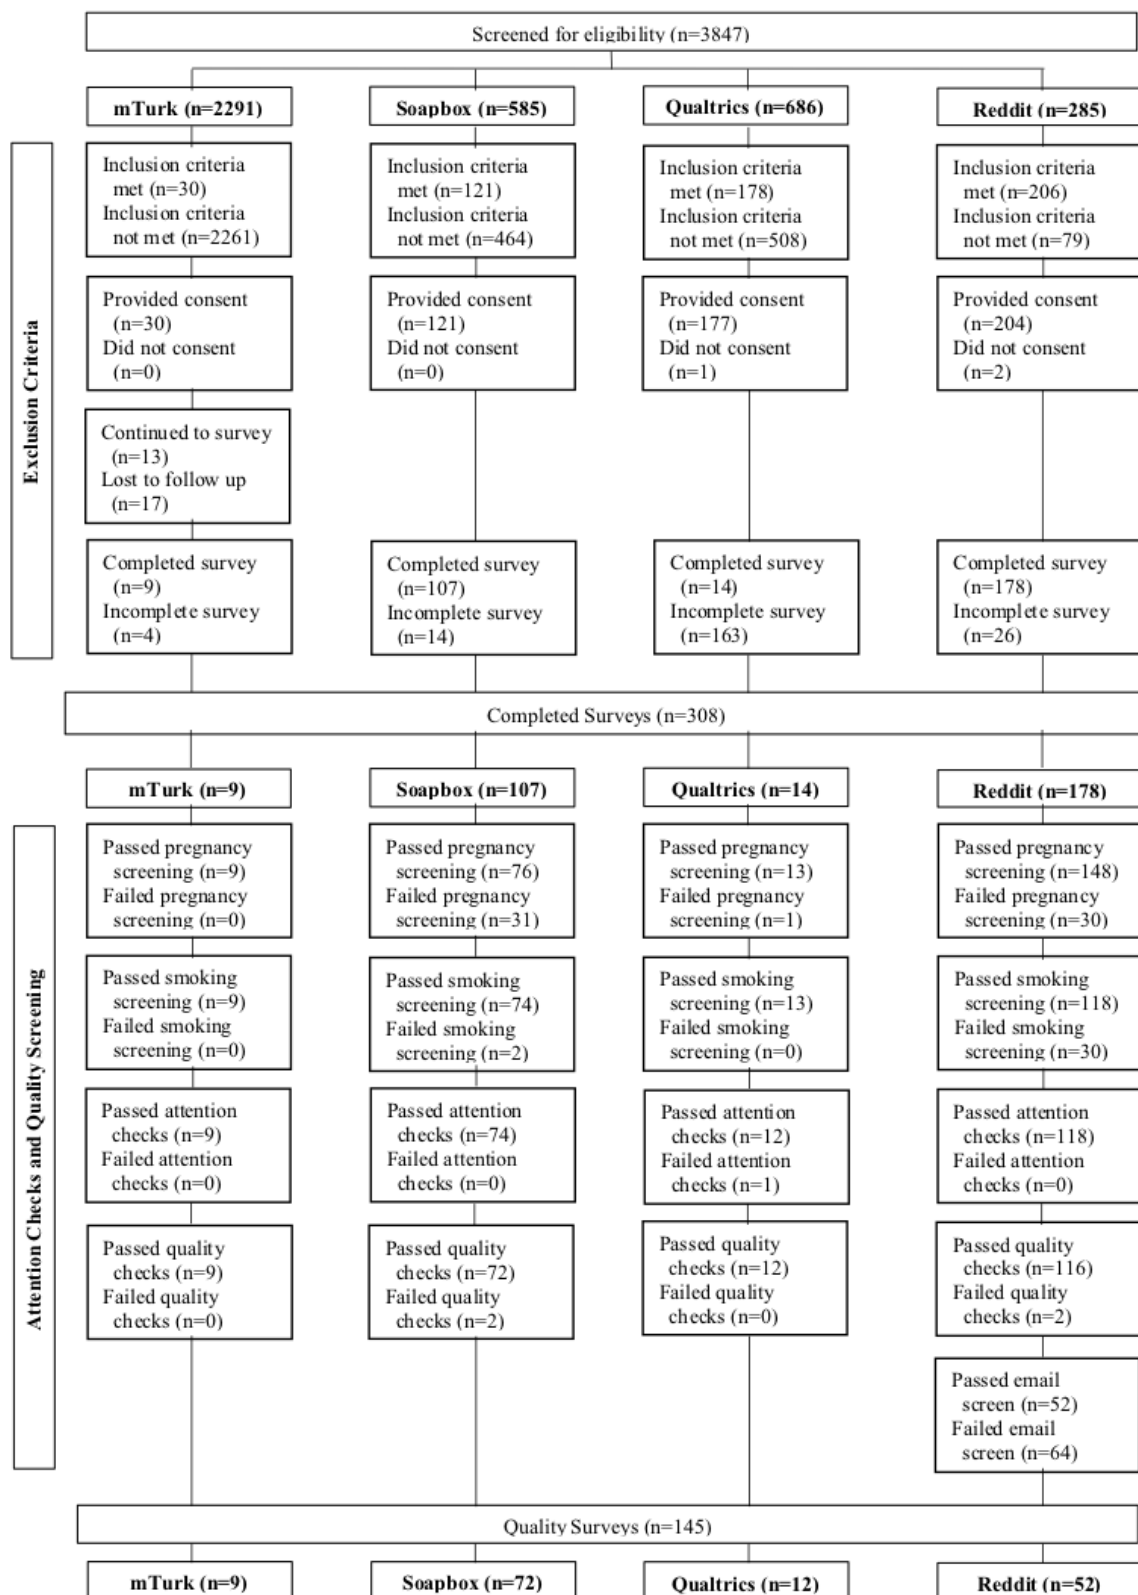 Screened for eligibility (n=3847)
mTurk (n=2291)
Soapbox (n=585)
Qualtrics (n=686)
Reddit (n=285)
Exclusion Criteria
Inclusion criteria
met (n=30)
Inclusion criteria
not met (n=2261)
Inclusion criteria
met (n=121)
Inclusion criteria
not met (n=464)
Inclusion criteria
met (n=178)
Inclusion criteria
not met (n=508)
Inclusion criteria
met (n=206)
Inclusion criteria
not met (n=79)
Provided consent
(n=30)
Did not consent
(n=0)
Provided consent
(n=121)
Did not consent
(n=0)
Provided consent
(n=177)
Did not consent
(n=1)
Provided consent
(n=204)
Did not consent
(n=2)
Continued to survey
(n=13)
Lost to follow up
(n=17)
Completed survey
(n=9)
Incomplete survey
(n=4)
Completed survey
(n=107)
Incomplete survey
(n=14)
Completed survey
(n=14)
Incomplete survey
(n=163)
Completed survey
(n=178)
Incomplete survey
(n=26)
Completed Surveys (n=308)
mTurk (n=9)
Soapbox (n=107)
Qualtrics (n=14)
Reddit (n=178)
Attention Checks and Quality Screening
Passed pregnancy
screening (n=9)
Failed pregnancy
screening (n=0)
Passed pregnancy
screening (n=76)
Failed pregnancy
screening (n=31)
Passed pregnancy
screening (n=13)
Failed pregnancy
screening (n=1)
Passed pregnancy
screening (n=148)
Failed pregnancy
screening (n=30)
Passed smoking
screening (n=9)
Failed smoking
screening (n=0)
Passed smoking
screening (n=74)
Failed smoking
screening (n=2)
Passed smoking
screening (n=13)
Failed smoking
screening (n=0)
Passed smoking
screening (n=118)
Failed smoking
screening (n=30)
Passed attention
checks (n=9)
Failed attention
checks (n=0)
Passed attention
checks (n=74)
Failed attention
checks (n=0)
Passed attention
checks (n=12)
Failed attention
checks (n=1)
Passed attention
checks (n=118)
Failed attention
checks (n=0)
Passed quality
checks (n=9)
Failed quality
checks (n=0)
Passed quality
checks (n=72)
Failed quality
checks (n=2)
Passed quality
checks (n=12)
Failed quality
checks (n=0)
Passed quality
checks (n=116)
Failed quality
checks (n=2)
Passed email
screen (n=52)
Failed email
screen (n=64)
Quality Surveys (n=145)
mTurk (n=9)
Soapbox (n=72)
Qualtrics (n=12)
Reddit (n=52)